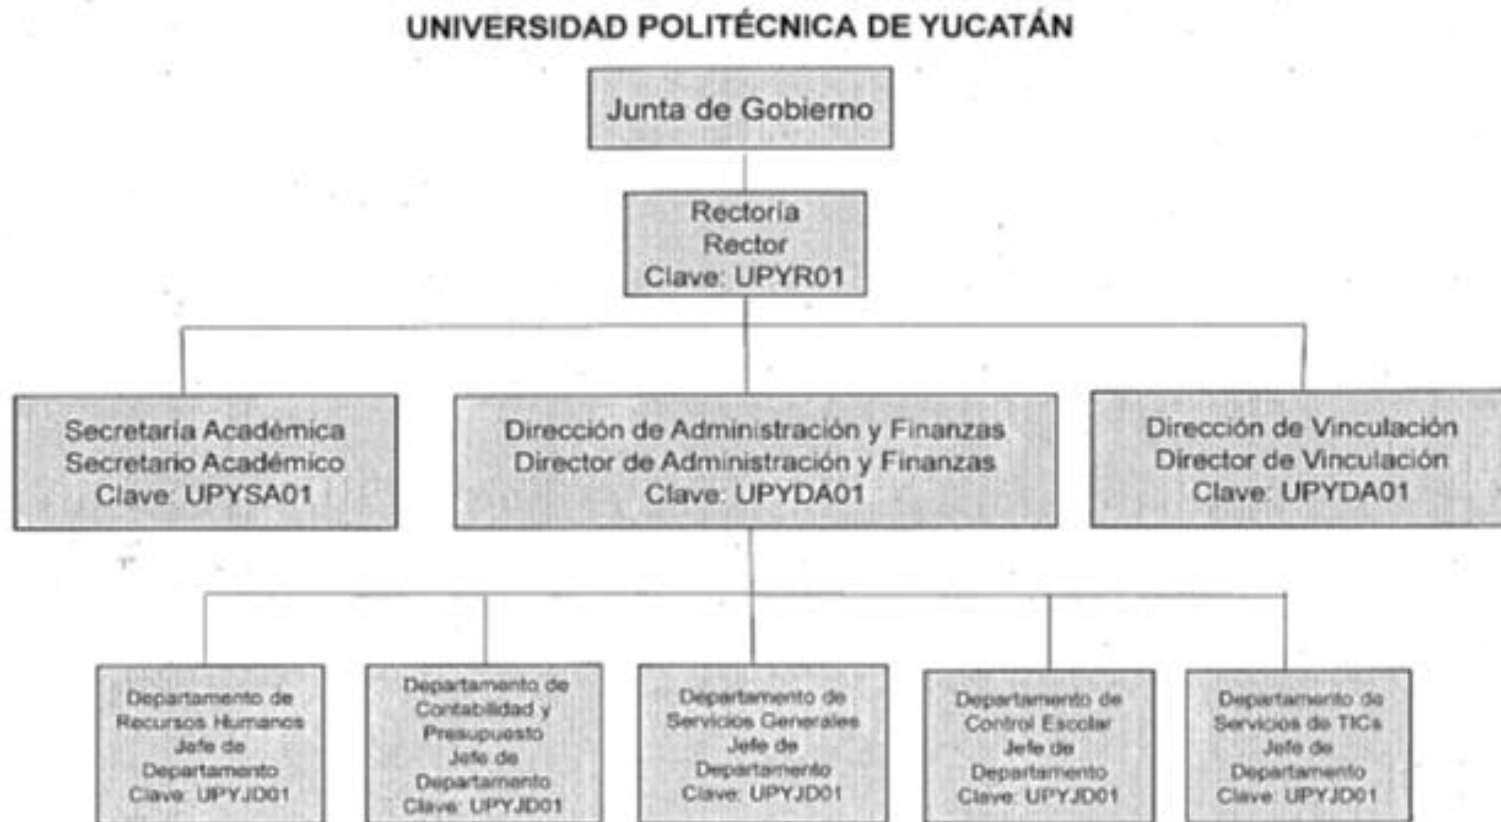 UNIVERSIDAD POLITÉCNICA DE YUCATÁN
Junta de Gobierno
Rectoría
Rector
Clave: UPYR01
Secretaría Académica
Secretario Académico
Clave: UPYSA01
Dirección de Administración y Finanzas
Director de Administración y Finanzas
Clave: UPYDA01
Dirección de Vinculación
Director de Vinculación
Clave: UPYDA01
Departamento de
Recursos Humanos
Jefe de
Departamento
Clave: UPYJD01
Departamento de
Contabilidad y
Presupuesto
Jefe de
Departamento
Clave: UPYJD01
Departamento de
Servicios Generales
Jefe de
Departamento
Clave: UPYJD01
Departamento de
Control Escolar
Jefe de
Departamento
Clave: UPYJD01
Departamento de
Servicios de TICs
Jefe de
Departamento
Clave: UPYJD01